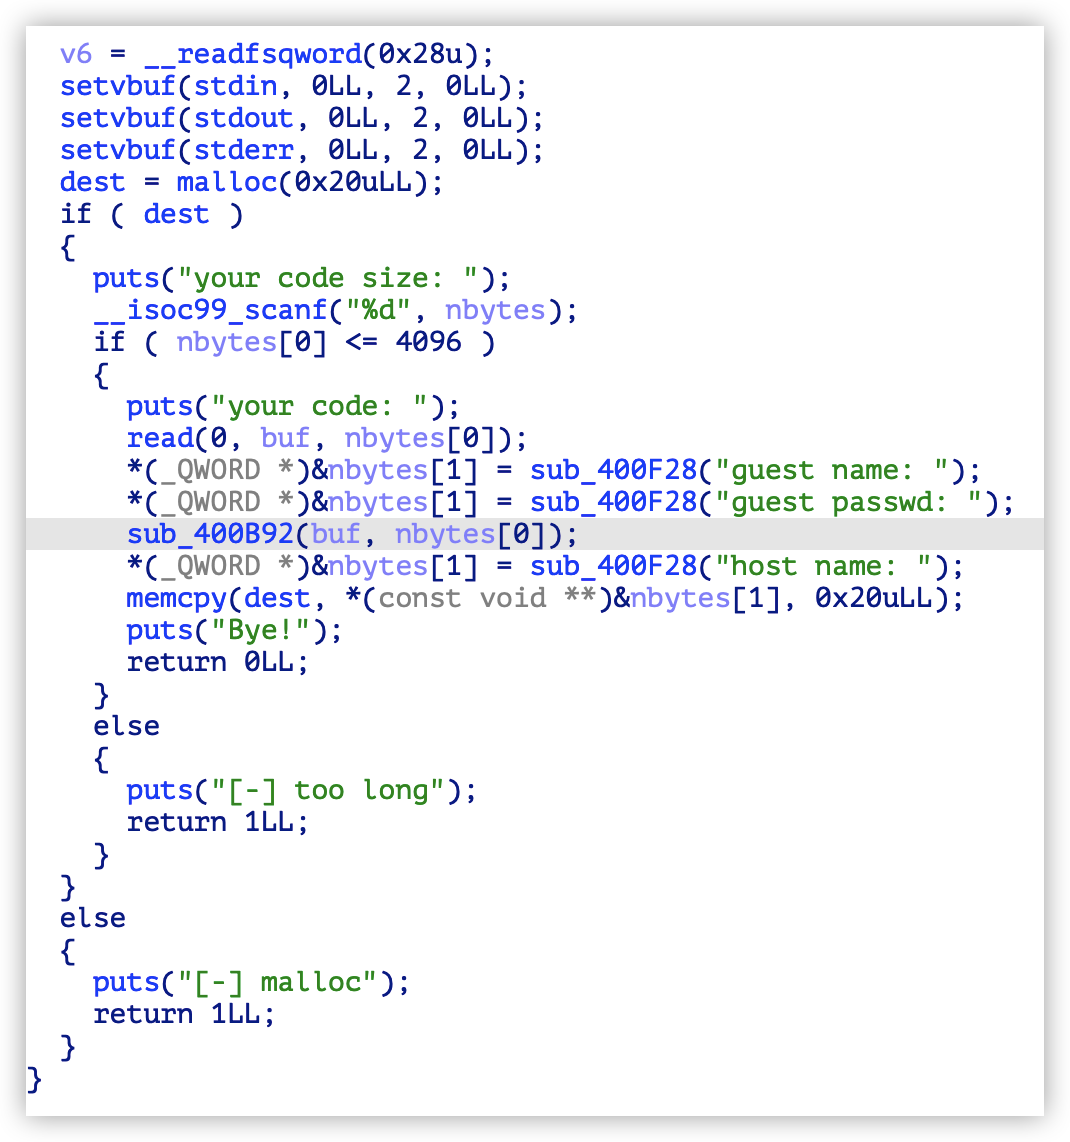 v6 = __readfsqword(0x28u);
setvbuf(stdin, 0LL, 2, 0LL);
setvbuf(stdout, 0LL, 2, 0LL);
setvbuf(stderr, 0LL, 2, 0LL);
dest = malloc(0x20uLL);
if ( dest )
{
puts("your code size: ");
__isoc99_scanf("%d", nbytes);
if ( nbytes[0] <= 4096 )
{
puts("your code: ");
read(0, buf, nbytes[0]);
*(_QWORD *)&nbytes[1] = sub_400F28("guest name: ");
*(_QWORD *)&nbytes[1] = sub_400F28("guest passwd: ");
sub_400B92(buf, nbytes[0]);
*(_QWORD *)&nbytes[1] = sub_400F28("host name: ");
memcpy(dest, *(const void **)&nbytes[1], 0x20uLL);
puts("Bye!");
return 0LL;
}
else
{
puts("[-] too long");
return 1LL;
}
}
else
{
puts("[-] malloc");
return 1LL;
}
}